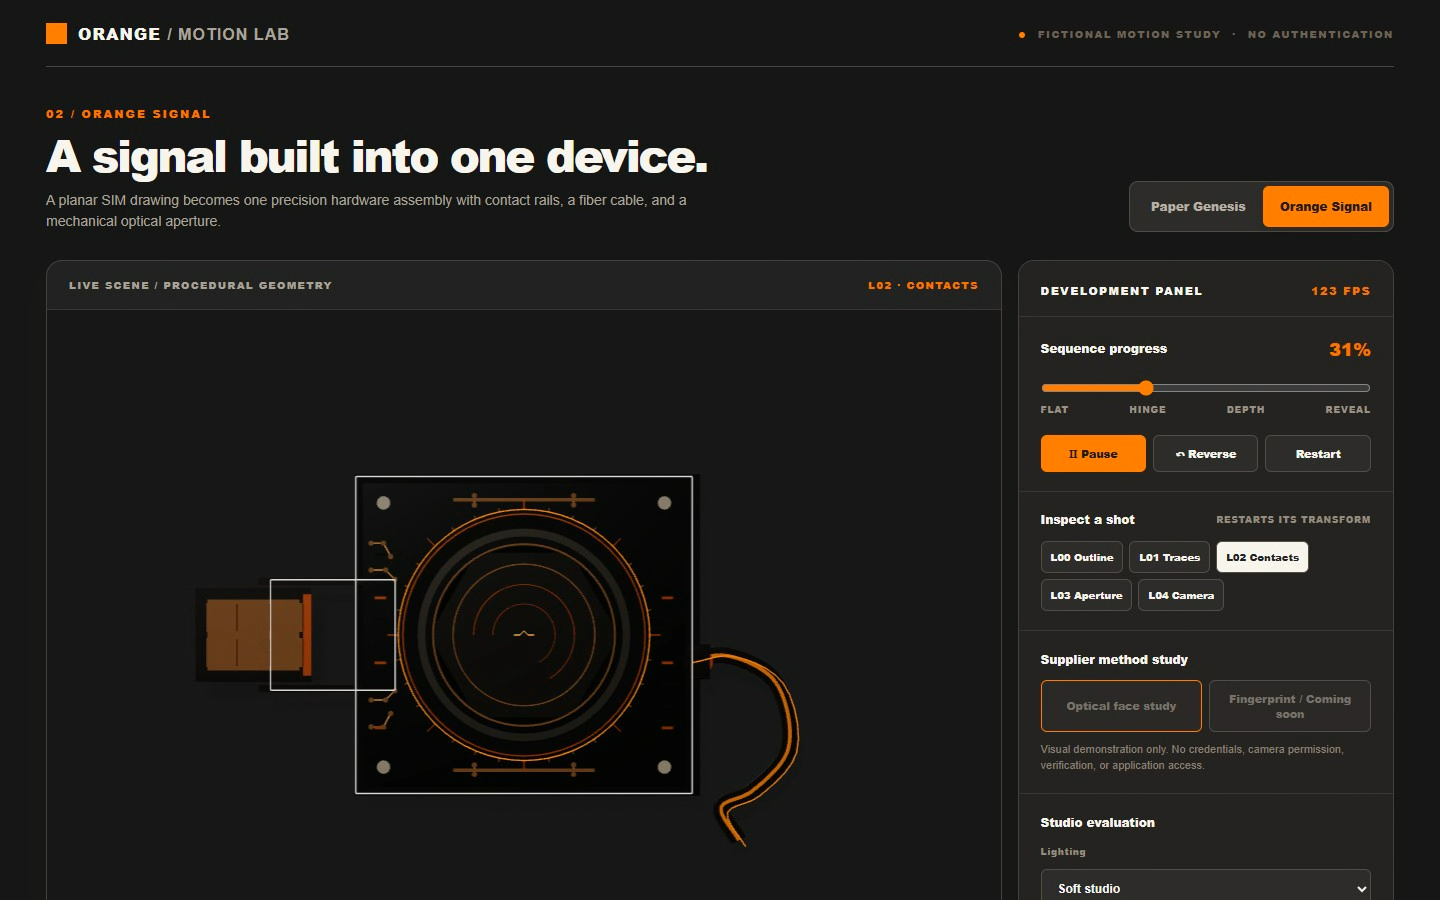 ORANGE / MOTION LAB
FICTIONAL MOTION STUDY · NO AUTHENTICATION
02 / ORANGE SIGNAL
A signal built into one device.
A planar SIM drawing becomes one precision hardware assembly with contact rails, a fiber cable, and a
mechanical optical aperture.
Paper Genesis
Orange Signal
LIVE SCENE / PROCEDURAL GEOMETRY
L02 · CONTACTS
DEVELOPMENT PANEL
123 FPS
Sequence progress
31%
FLAT
HINGE
DEPTH
REVEAL
II Pause
↶ Reverse
Restart
Inspect a shot
RESTARTS ITS TRANSFORM
L00 Outline
L01 Traces
L02 Contacts
L03 Aperture
L04 Camera
Supplier method study
Optical face study
Fingerprint / Coming
soon
Visual demonstration only. No credentials, camera permission,
verification, or application access.
Studio evaluation
Lighting
Soft studio